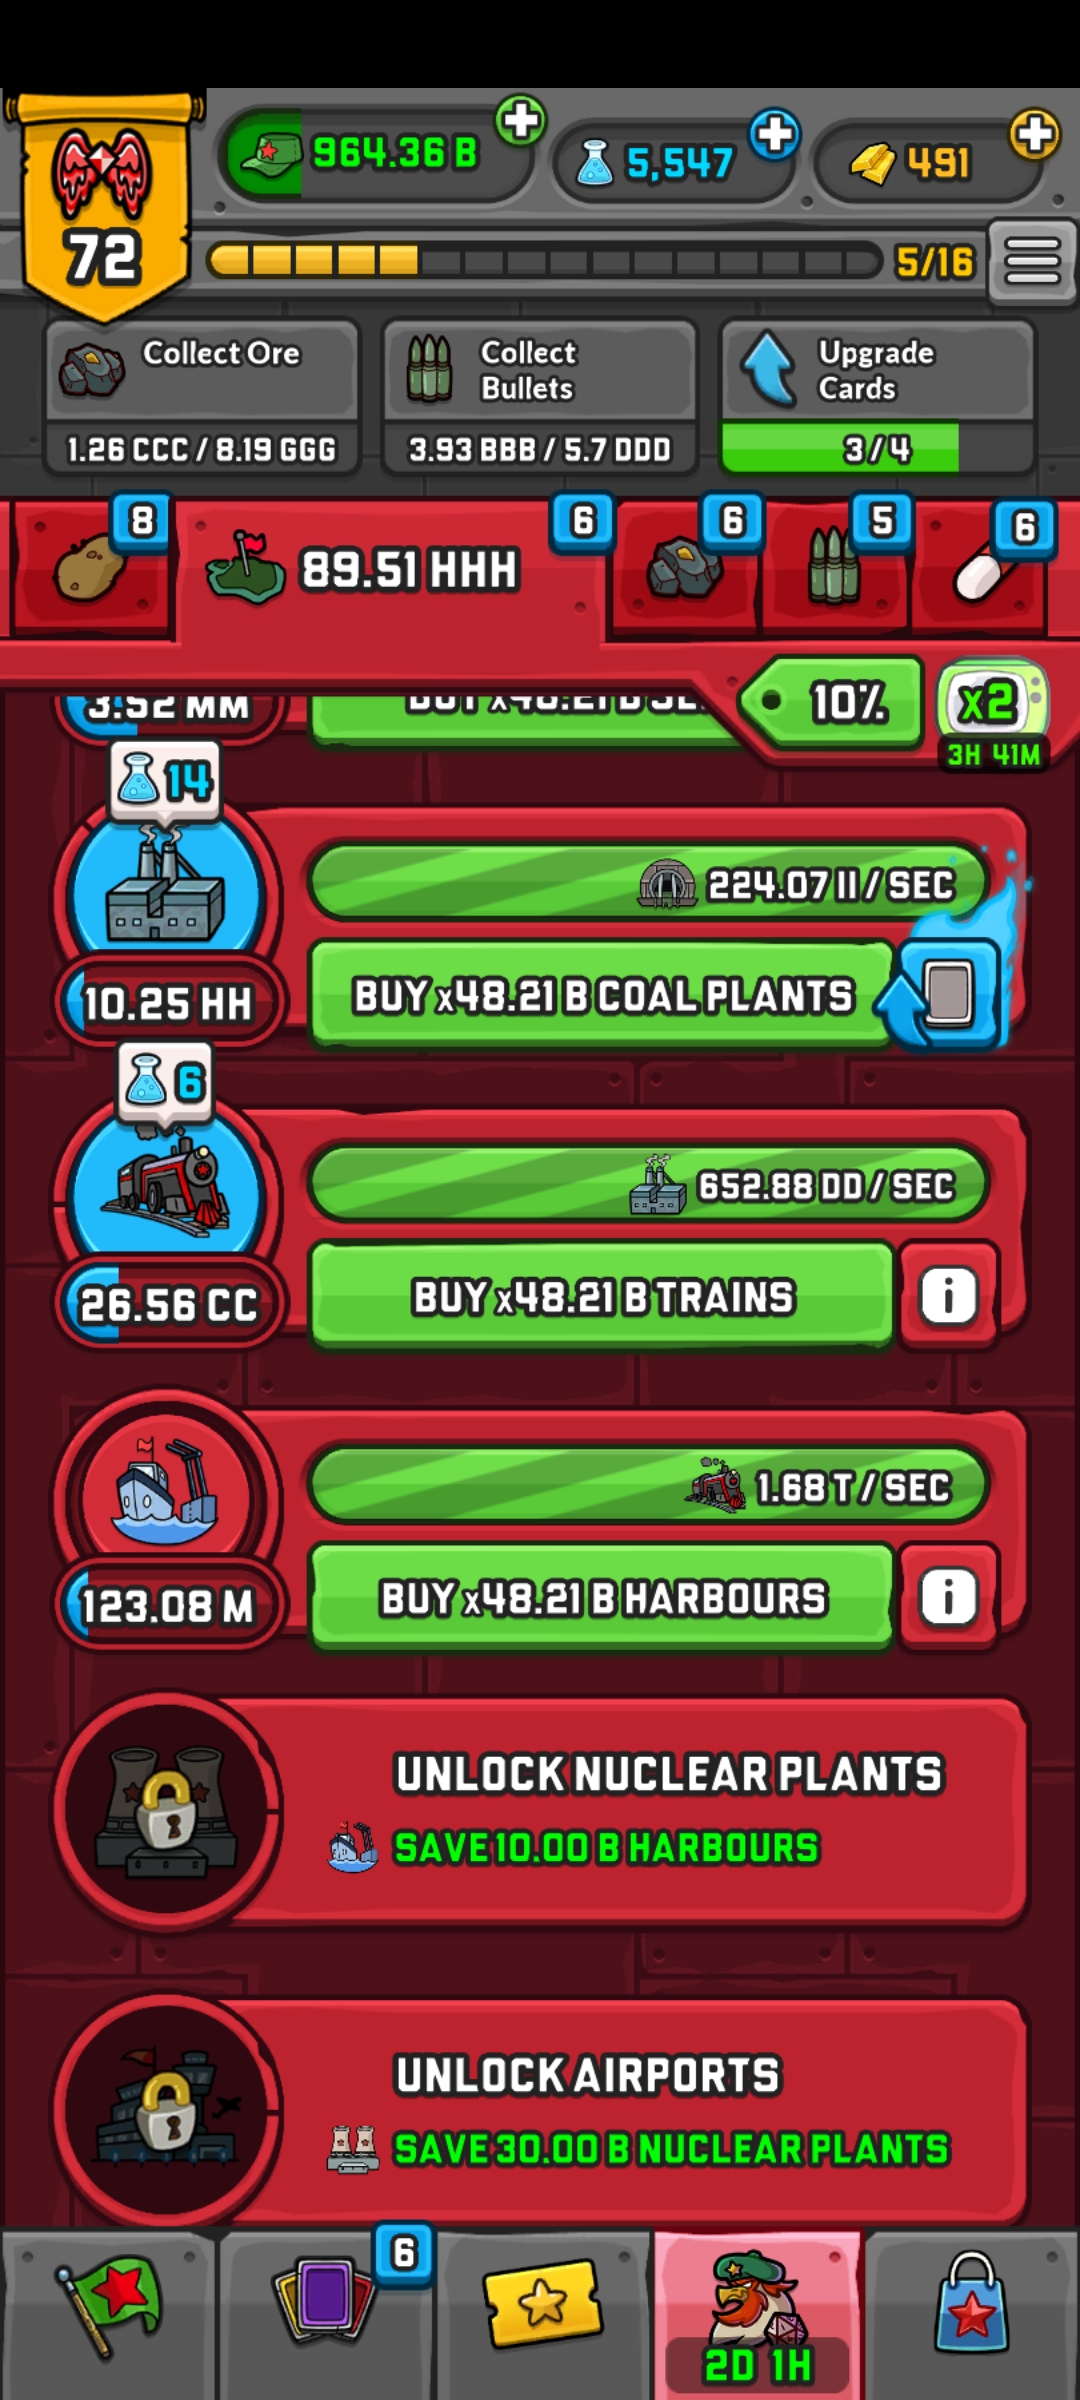 964.36 B
5,547
491
72
5/16
Collect Ore
1.26 CCC / 8.19 GGG
Collect
Bullets
3.93 BBB / 5.7 DDD
Upgrade
Cards
3/4
8
89.51 HHH
6
6
5
6
10%
x2
3H 41M
3.52 MM
14
224.07 II / SEC
10.25 HH
BUY x48.21 B COAL PLANTS
6
652.88 DD / SEC
26.56 CC
BUY x48.21 B TRAINS
1.68 T / SEC
123.08 M
BUY x48.21 B HARBOURS
UNLOCK NUCLEAR PLANTS
SAVE 10.00 B HARBOURS
UNLOCK AIRPORTS
SAVE 30.00 B NUCLEAR PLANTS
6
2D 1H